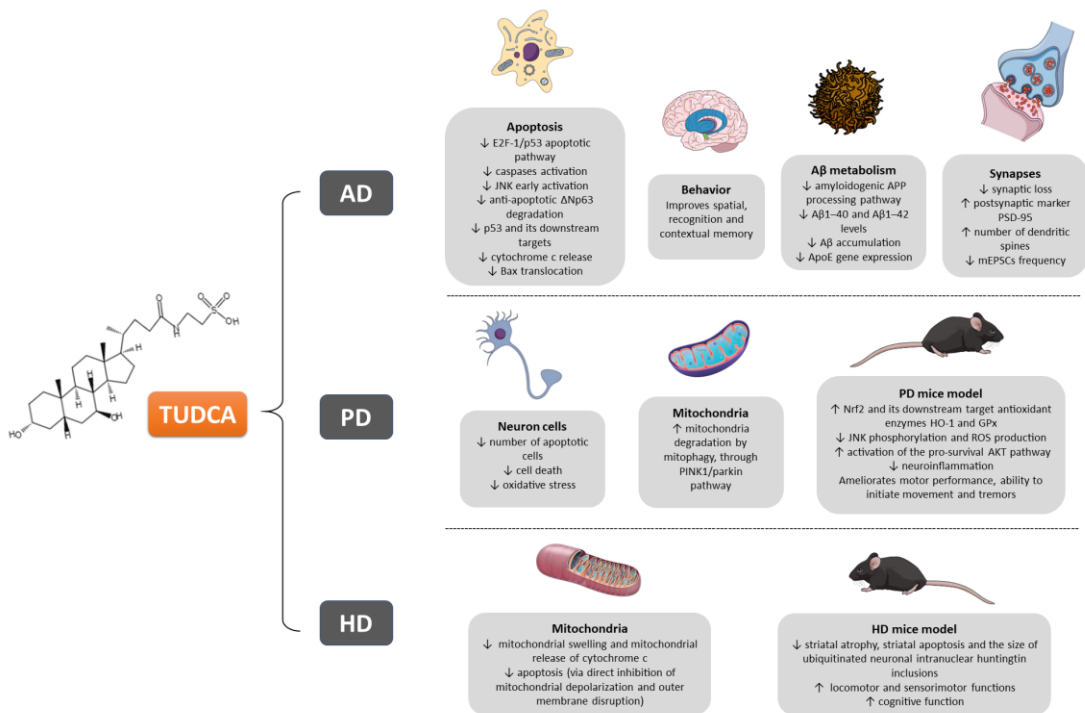 AD
Apoptosis
↓ E2F-1/p53 apoptotic
pathway
↓ caspases activation
↓ JNK early activation
↓ anti-apoptotic ΔNp63
degradation
↓ p53 and its downstream
targets
↓ cytochrome c release
↓ Bax translocation
Behavior
Improves spatial,
recognition and
contextual memory
Aβ metabolism
↓ amyloidogenic APP
processing pathway
↓ Aβ1–40 and Aβ1–42
levels
↓ Aβ accumulation
↓ ApoE gene expression
Synapses
↓ synaptic loss
↑ postsynaptic marker
PSD-95
↑ number of dendritic
spines
↓ mEPSCs frequency
O
O
O
S
OH
N
H
H
H
H
H
HO
OH
TUDCA
PD
Neuron cells
↓ number of apoptotic
cells
↓ cell death
↓ oxidative stress
Mitochondria
↑ mitochondria
degradation by
mitophagy, through
PINK1/parkin
pathway
PD mice model
↑ Nrf2 and its downstream target antioxidant
enzymes HO-1 and GPx
↓ JNK phosphorylation and ROS production
↑ activation of the pro-survival AKT pathway
↓ neuroinflammation
Ameliorates motor performance, ability to
initiate movement and tremors
HD
Mitochondria
↓ mitochondrial swelling and mitochondrial
release of cytochrome c
↓ apoptosis (via direct inhibition of
mitochondrial depolarization and outer
membrane disruption)
HD mice model
↓ striatal atrophy, striatal apoptosis and the size of
ubiquitinated neuronal intranuclear huntingtin
inclusions
↑ locomotor and sensorimotor functions
↑ cognitive function